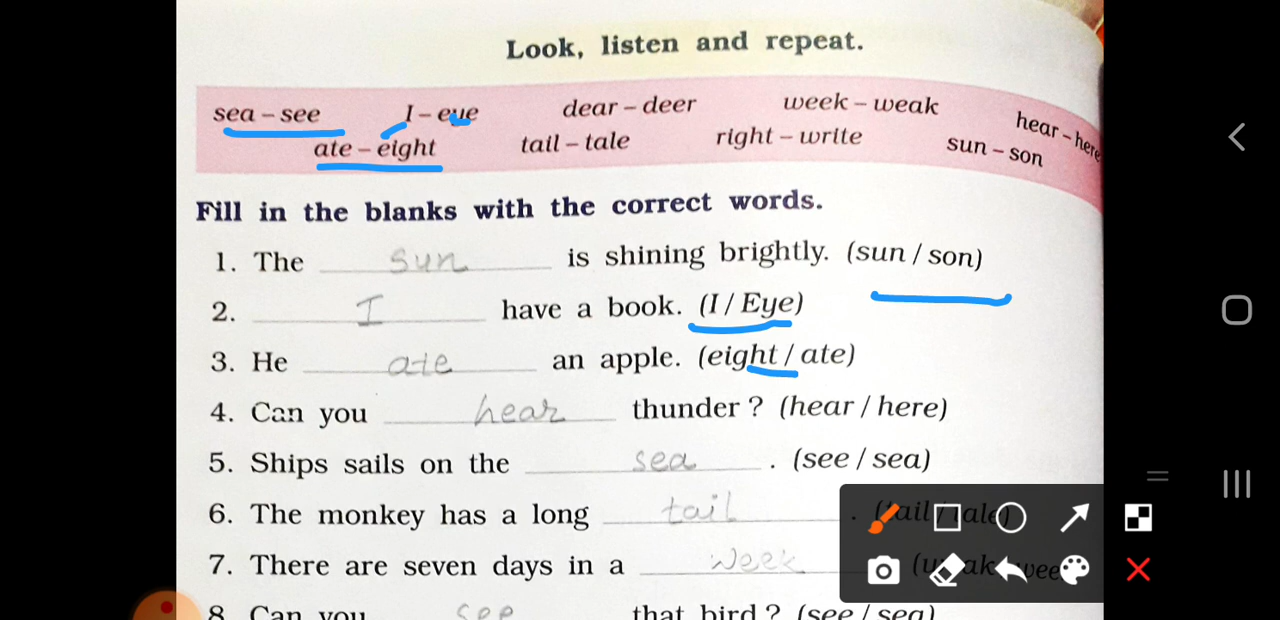 Look, listen and repeat.
sea – see I – eye dear – deer week – weak hear – here
ate – eight tail – tale right – write sun – son
Fill in the blanks with the correct words.
1. The sun is shining brightly. (sun / son)
2. I have a book. (I / Eye)
3. He ate an apple. (eight / ate)
4. Can you hear thunder ? (hear / here)
5. Ships sails on the sea . (see / sea)
6. The monkey has a long tail . (tail / tale)
7. There are seven days in a week
8. Can you see that bird ? (see / sea)